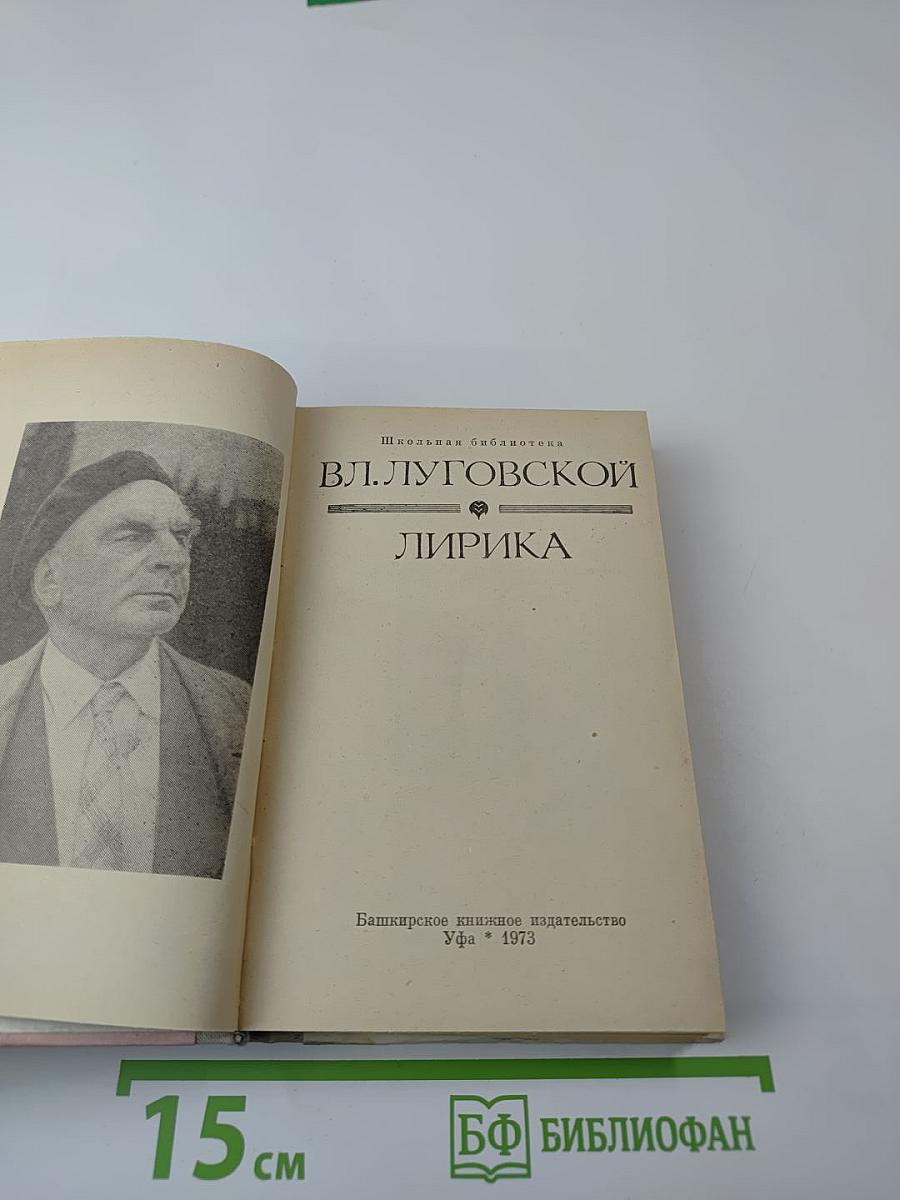 Школьная библиотека
ВЛ. ЛУГОВСКОЙ
ЛИРИКА
Башкирское книжное издательство
Уфа * 1973
15 см
БФ БИБЛИОФАН